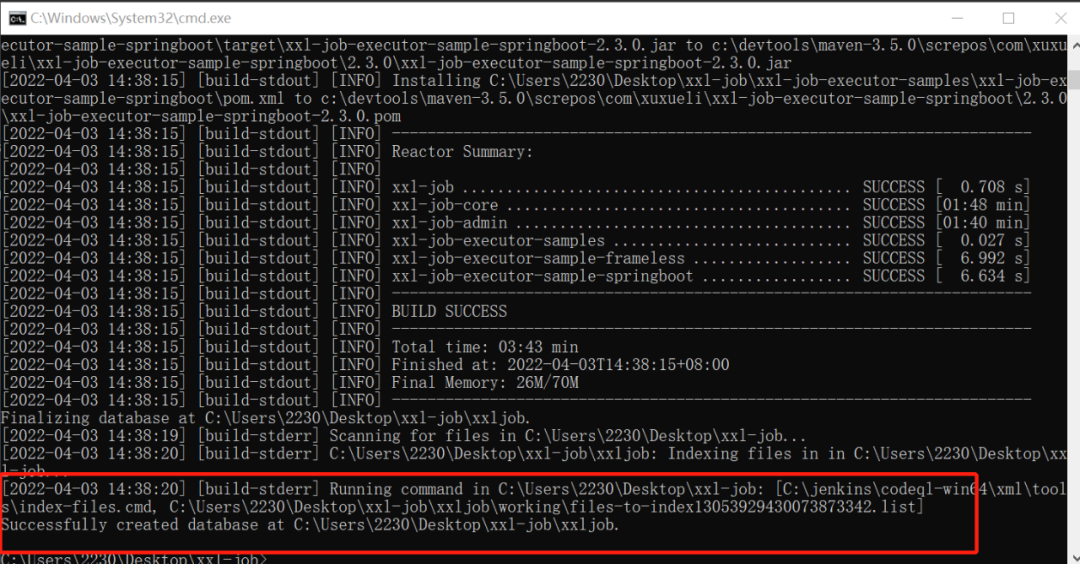 C:\Windows\System32\cmd.exe
ecutor-sample-springboot\target\xxl-job-executor-sample-springboot-2.3.0.jar to c:\devtools\maven-3.5.0\screpos\com\xuxu
eli\xxl-job-executor-sample-springboot\2.3.0\xxl-job-executor-sample-springboot-2.3.0.jar
[2022-04-03 14:38:15] [build-stdout] [INFO] Installing C:\Users\2230\Desktop\xxl-job\xxl-job-executor-samples\xxl-job-ex
ecutor-sample-springboot\pom.xml to c:\devtools\maven-3.5.0\screpos\com\xuxueli\xxl-job-executor-sample-springboot\2.3.0
\xxl-job-executor-sample-springboot-2.3.0.pom
[2022-04-03 14:38:15] [build-stdout] [INFO] ------------------------------------------------------------------------
[2022-04-03 14:38:15] [build-stdout] [INFO] Reactor Summary:
[2022-04-03 14:38:15] [build-stdout] [INFO]
[2022-04-03 14:38:15] [build-stdout] [INFO] xxl-job ............................................ SUCCESS [  0.708 s]
[2022-04-03 14:38:15] [build-stdout] [INFO] xxl-job-core ....................................... SUCCESS [01:48 min]
[2022-04-03 14:38:15] [build-stdout] [INFO] xxl-job-admin ...................................... SUCCESS [01:40 min]
[2022-04-03 14:38:15] [build-stdout] [INFO] xxl-job-executor-samples ........................... SUCCESS [  0.027 s]
[2022-04-03 14:38:15] [build-stdout] [INFO] xxl-job-executor-sample-frameless .................. SUCCESS [  6.992 s]
[2022-04-03 14:38:15] [build-stdout] [INFO] xxl-job-executor-sample-springboot ................. SUCCESS [  6.634 s]
[2022-04-03 14:38:15] [build-stdout] [INFO] ------------------------------------------------------------------------
[2022-04-03 14:38:15] [build-stdout] [INFO] BUILD SUCCESS
[2022-04-03 14:38:15] [build-stdout] [INFO] ------------------------------------------------------------------------
[2022-04-03 14:38:15] [build-stdout] [INFO] Total time: 03:43 min
[2022-04-03 14:38:15] [build-stdout] [INFO] Finished at: 2022-04-03T14:38:15+08:00
[2022-04-03 14:38:15] [build-stdout] [INFO] Final Memory: 26M/70M
[2022-04-03 14:38:15] [build-stdout] [INFO] ------------------------------------------------------------------------
Finalizing database at C:\Users\2230\Desktop\xxl-job\xxljob.
[2022-04-03 14:38:19] [build-stderr] Scanning for files in C:\Users\2230\Desktop\xxl-job...
[2022-04-03 14:38:20] [build-stderr] C:\Users\2230\Desktop\xxl-job\xxljob: Indexing files in in C:\Users\2230\Desktop\xx
l-job...
[2022-04-03 14:38:20] [build-stderr] Running command in C:\Users\2230\Desktop\xxl-job: [C:\jenkins\codeql-win64\xml\tool
s\index-files.cmd, C:\Users\2230\Desktop\xxl-job\xxljob\working\files-to-index13053929430073873342.list]
Successfully created database at C:\Users\2230\Desktop\xxl-job\xxljob.
C:\Users\2230\Desktop\xxl-job>